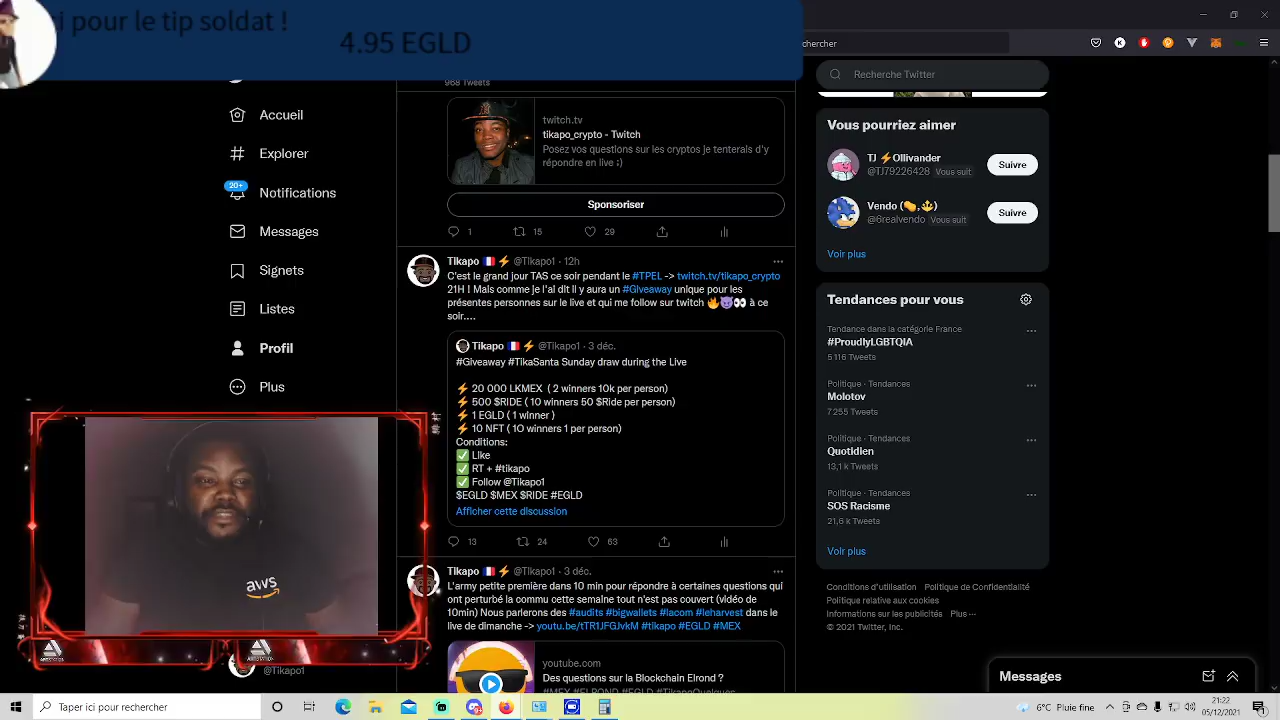 i pour le tip soldat !
4.95 EGLD
chercher
Recherche Twitter
968 Tweets
Accueil
Explorer
20+
Notifications
Messages
Signets
Listes
Profil
Plus
twitch.tv
tikapo_crypto - Twitch
Posez vos questions sur les cryptos je tenterais d'y
répondre en live ;)
Sponsoriser
1 15 29
Tikapo 🇫🇷 ⚡ @Tikapo1 · 12h
C'est le grand jour TAS ce soir pendant le #TPEL -> twitch.tv/tikapo_crypto
21H ! Mais comme je l'ai dit il y aura un #Giveaway unique pour les
présentes personnes sur le live et qui me follow sur twitch 🔥😈👀 à ce
soir....
Tikapo 🇫🇷 ⚡ @Tikapo1 · 3 déc.
#Giveaway #TikaSanta Sunday draw during the Live
⚡ 20 000 LKMEX ( 2 winners 10k per person)
⚡ 500 $RIDE ( 10 winners 50 $Ride per person)
⚡ 1 EGLD ( 1 winner )
⚡ 10 NFT ( 10 winners 1 per person)
Conditions:
✅ Like
✅ RT + #tikapo
✅ Follow @Tikapo1
$EGLD $MEX $RIDE #EGLD
Afficher cette discussion
13 24 63
Tikapo 🇫🇷 ⚡ @Tikapo1 · 3 déc.
L'army petite première dans 10 min pour répondre à certaines questions qui
ont perturbé la commu cette semaine tout n'est pas couvert (vidéo de
10min) Nous parlerons des #audits #bigwallets #lacom #leharvest dans le
live de dimanche -> youtu.be/tTR1JFGJvkM #tikapo #EGLD #MEX
youtube.com
Des questions sur la Blockchain Elrond ?
#MEX #ELROND #EGLD #TikapoQuelques
Vous pourriez aimer
TJ ⚡Ollivander
@TJ79226428 Vous suit
Suivre
Vendo (🍤,🔱)
@6realvendo Vous suit
Suivre
Voir plus
Tendances pour vous
Tendance dans la catégorie France
#ProudlyLGBTQIA
5 116 Tweets
Politique · Tendances
Molotov
7 255 Tweets
Politique · Tendances
Quotidien
13,1 k Tweets
Politique · Tendances
SOS Racisme
21,6 k Tweets
Voir plus
Conditions d'utilisation Politique de Confidentialité
Politique relative aux cookies
Informations sur les publicités Plus ···
© 2021 Twitter, Inc.
Messages
aws
@Tikapo1
Taper ici pour rechercher
6°C Pluie fine
21:22
05/12/2021